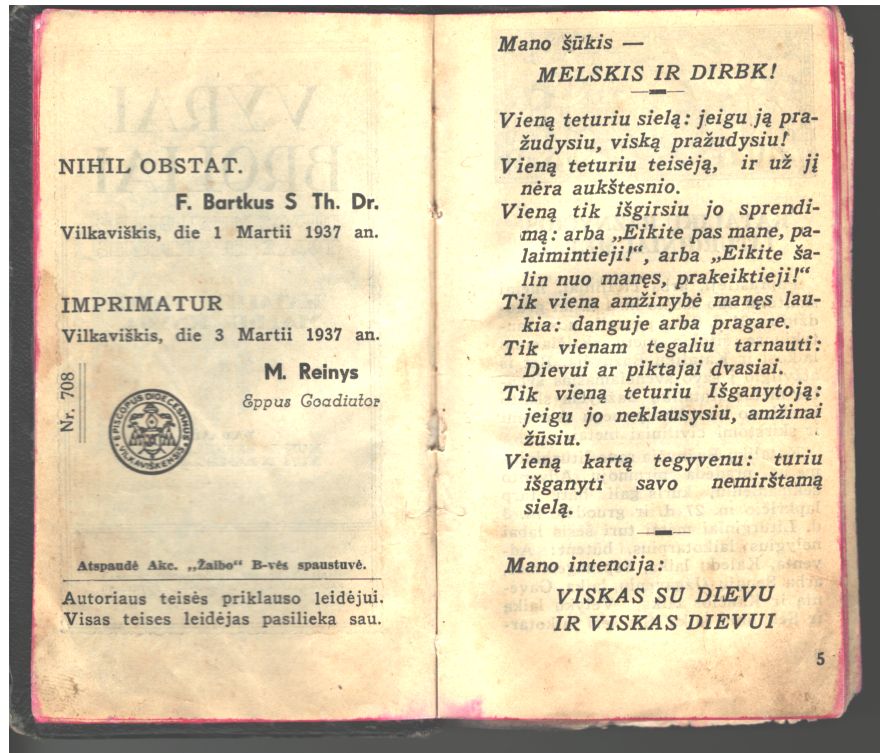 NIHIL OBSTAT.
F. Bartkus S Th. Dr.
Vilkaviškis, die 1 Martii 1937 an.
IMPRIMATUR
Vilkaviškis, die 3 Martii 1937 an.
M. Reinys
Eppus Coadiutor
Nr. 708
EPISCOPUS DIOECESANUS VILKAVIŠKENSIS
Atspaudė Akc. „Žaibo“ B-vės spaustuvė.
Autoriaus teisės priklauso leidėjui.
Visas teises leidėjas pasilieka sau.
Mano šūkis —
MELSKIS IR DIRBK!
Vieną teturiu sielą: jeigu ją pra-
žudysiu, viską pražudysiu!
Vieną teturiu teisėją, ir už jį
nėra aukštesnio.
Vieną tik išgirsiu jo sprendi-
mą: arba „Eikite pas mane, pa-
laimintieji!“, arba „Eikite ša-
lin nuo manęs, prakeiktieji!“
Tik viena amžinybė manęs lau-
kia: danguje arba pragare.
Tik vienam tegaliu tarnauti:
Dievui ar piktajai dvasiai.
Tik vieną teturiu Išganytoją:
jeigu jo neklausysiu, amžinai
žūsiu.
Vieną kartą tegyvenu: turiu
išganyti savo nemirštamą
sielą.
Mano intencija:
VISKAS SU DIEVU
IR VISKAS DIEVUI
5